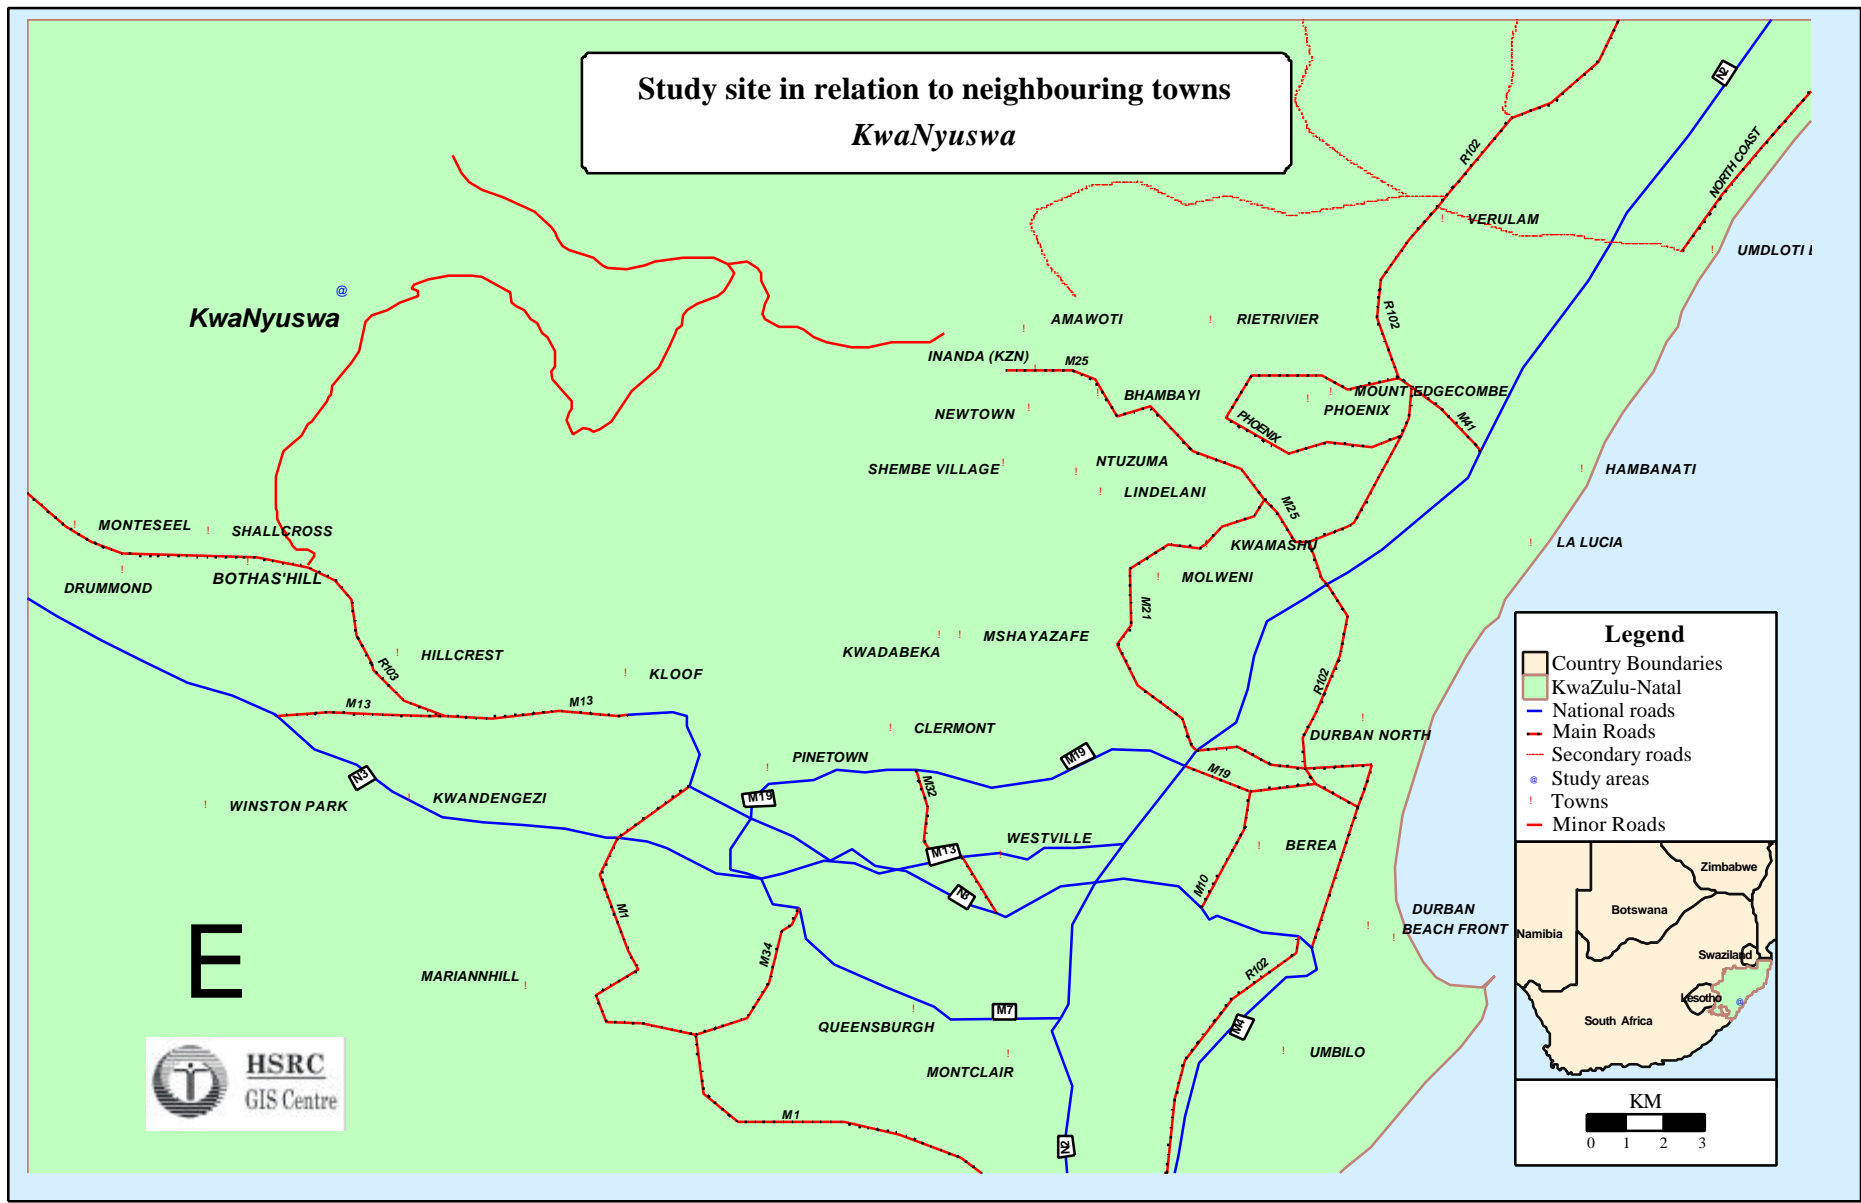 Study site in relation to neighbouring towns
KwaNyuswa
N2
NORTH COAST
R102
VERULAM
UMDLOTI
@
KwaNyuswa
R102
AMAWOTI
RIETRIVIER
INANDA (KZN)
M25
BHAMBAYI
MOUNT EDGECOMBE
PHOENIX
NEWTOWN
PHOENIX
M41
SHEMBE VILLAGE
NTUZUMA
HAMBANATI
LINDELANI
M25
MONTESEEL
SHALLCROSS
KWAMASHU
LA LUCIA
BOTHAS'HILL
MOLWENI
DRUMMOND
M21
MSHAYAZAFE
KWADABEKA
HILLCREST
R103
KLOOF
R102
M13
M13
CLERMONT
DURBAN NORTH
PINETOWN
M19
M19
N3
M32
M19
WINSTON PARK
KWANDENGEZI
WESTVILLE
BEREA
M13
N3
M10
M1
DURBAN
BEACH FRONT
M34
R102
MARIANNHILL
M7
QUEENSBURGH
M4
MONTCLAIR
UMBILO
M1
N2
E
HSRC
GIS Centre
Legend
Country Boundaries
KwaZulu-Natal
National roads
Main Roads
Secondary roads
@ Study areas
! Towns
Minor Roads
Zimbabwe
Botswana
Namibia
Swaziland
Lesotho
@
South Africa
KM
0 1 2 3